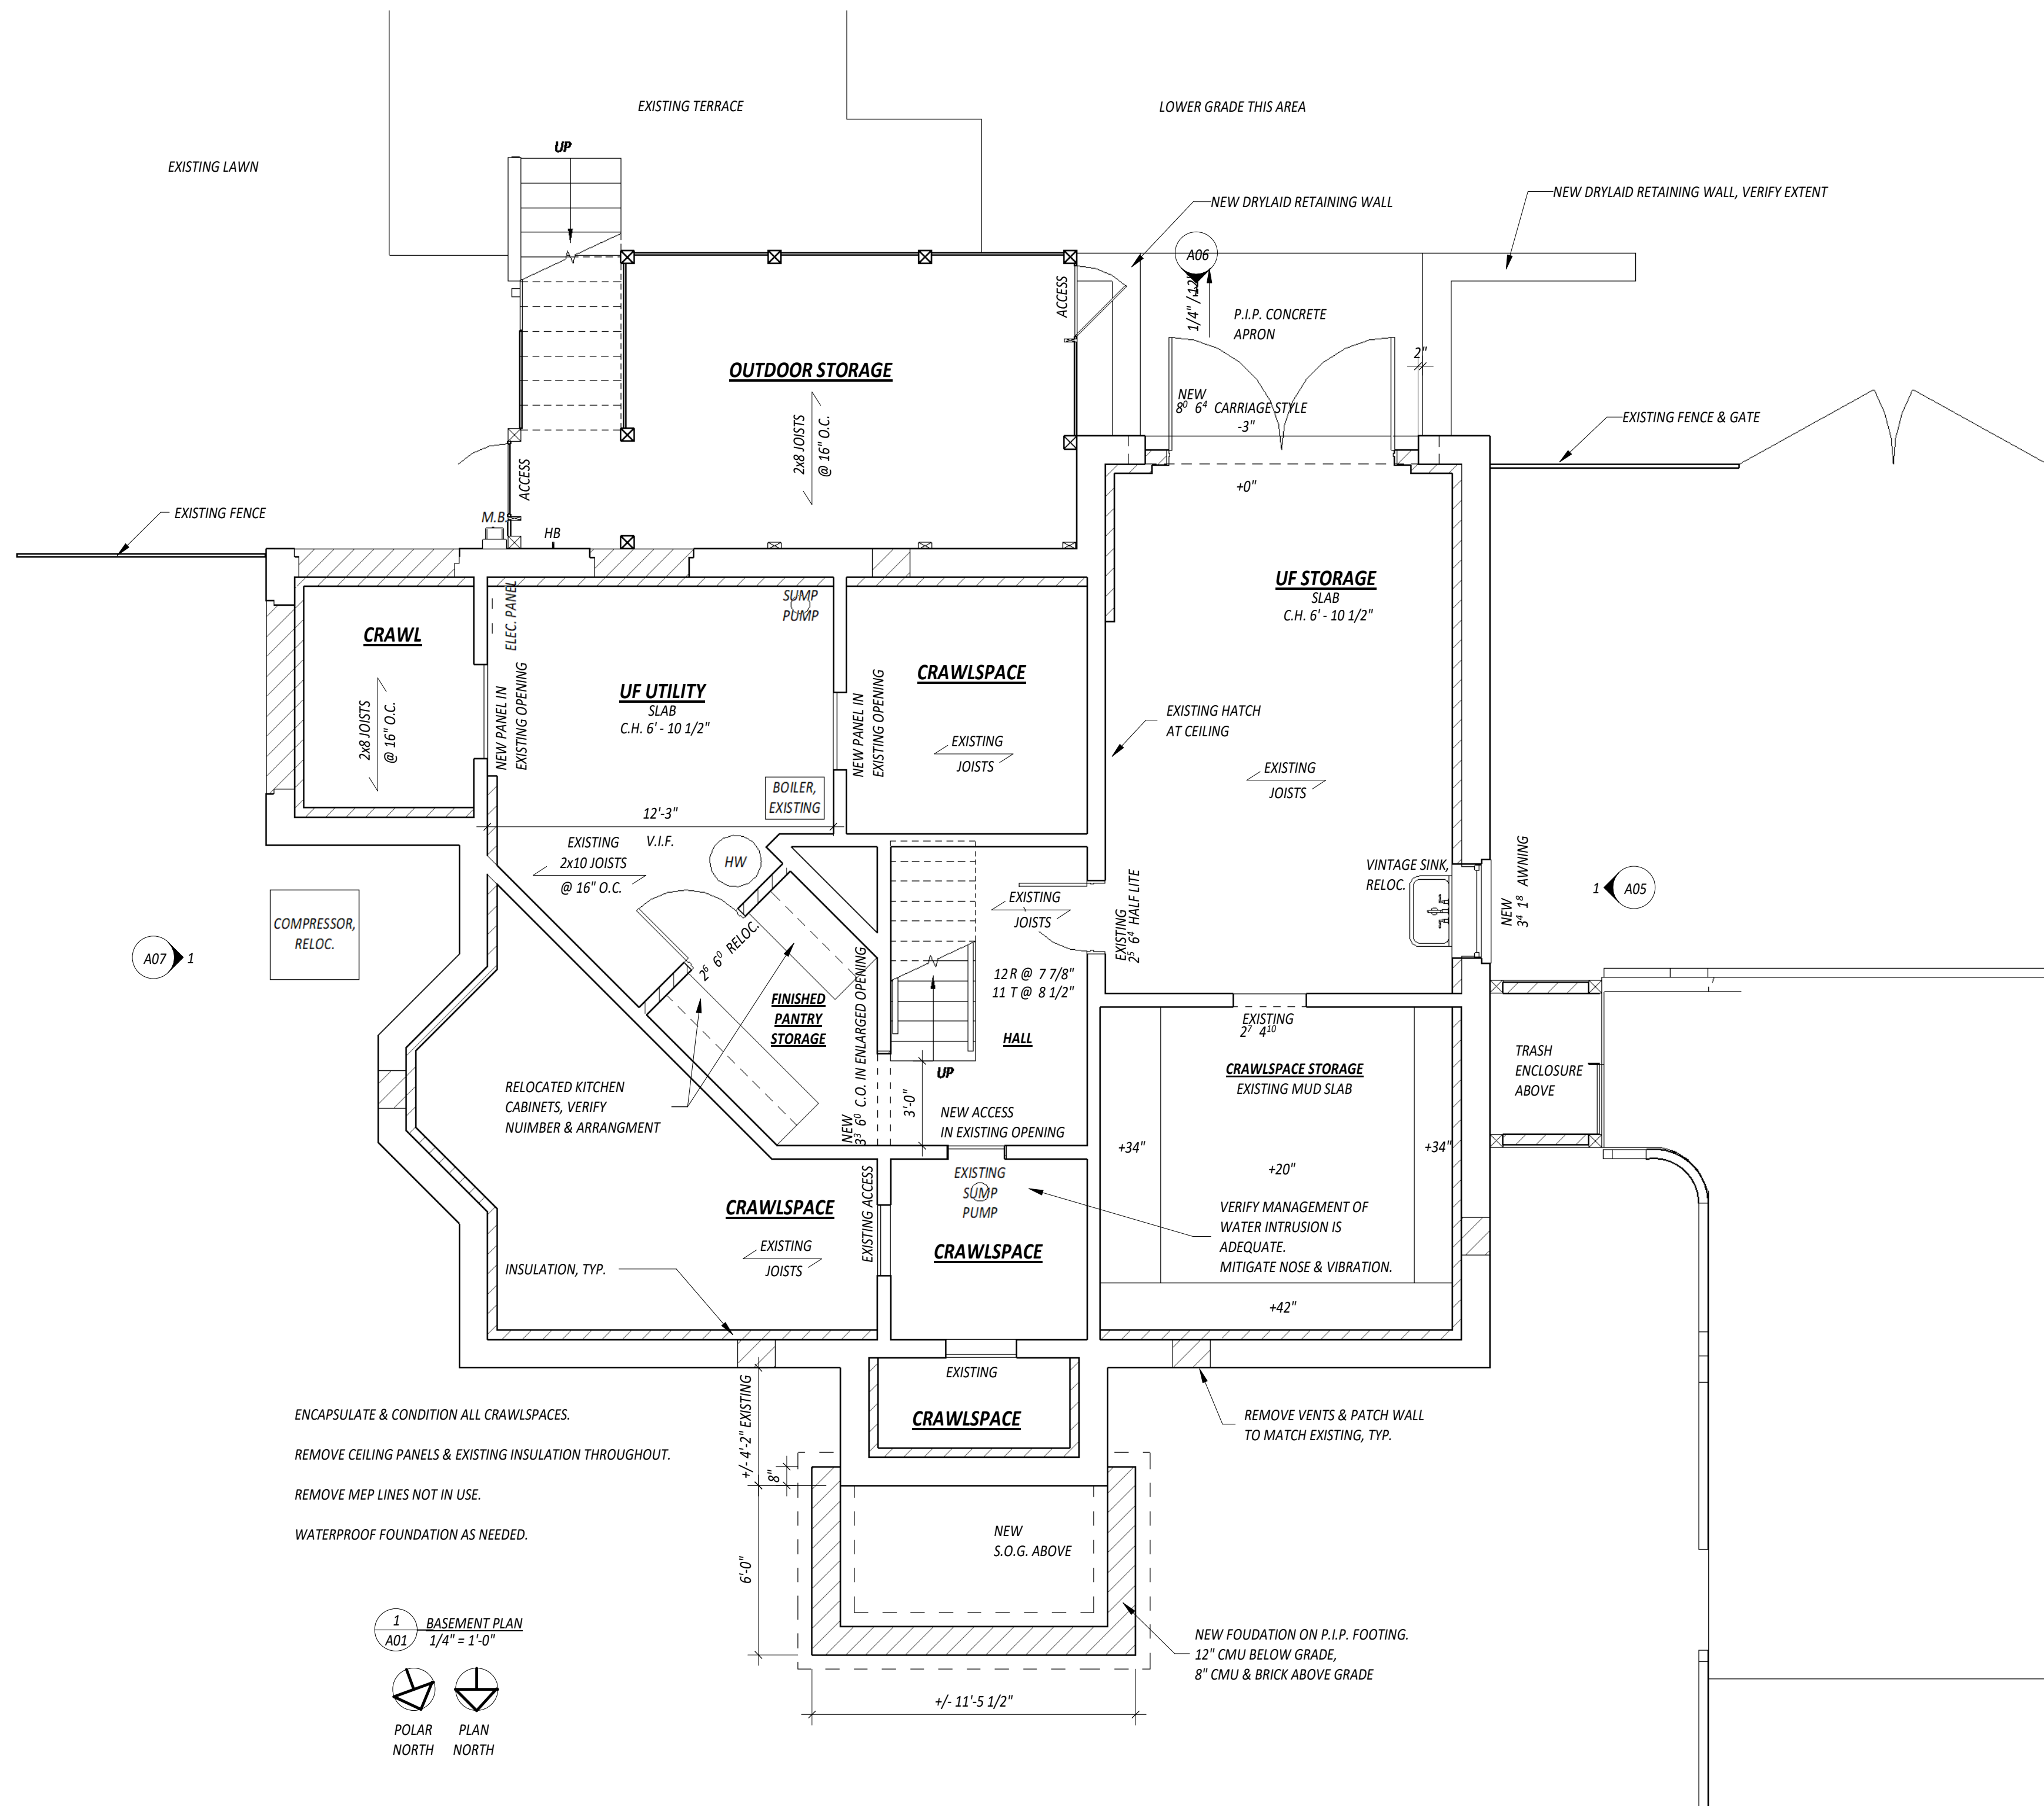 EXISTING TERRACE
LOWER GRADE THIS AREA
EXISTING LAWN
UP
NEW DRYLAID RETAINING WALL
NEW DRYLAID RETAINING WALL, VERIFY EXTENT
A06
1/4" /12"
P.I.P. CONCRETE
APRON
ACCESS
2"
OUTDOOR STORAGE
2x8 JOISTS
@ 16" O.C.
NEW
8⁰ 6⁴ CARRIAGE STYLE
-3"
EXISTING FENCE & GATE
ACCESS
+0"
EXISTING FENCE
M.B.
HB
ELEC. PANEL
SUMP
PUMP
CRAWL
2x8 JOISTS
@ 16" O.C.
NEW PANEL IN
EXISTING OPENING
UF UTILITY
SLAB
C.H. 6' - 10 1/2"
NEW PANEL IN
EXISTING OPENING
CRAWLSPACE
EXISTING
JOISTS
UF STORAGE
SLAB
C.H. 6' - 10 1/2"
EXISTING HATCH
AT CEILING
EXISTING
JOISTS
BOILER,
EXISTING
12'-3"
V.I.F.
EXISTING
2x10 JOISTS
@ 16" O.C.
HW
2⁶ 6⁰ RELOC.
EXISTING
JOISTS
EXISTING
2⁵ 6⁴ HALF LITE
VINTAGE SINK,
RELOC.
NEW
3⁴ 1⁸ AWNING
1
A05
COMPRESSOR,
RELOC.
A07
1
12 R @ 7 7/8"
11 T @ 8 1/2"
HALL
FINISHED
PANTRY
STORAGE
NEW
3³ 6⁰ C.O. IN ENLARGED OPENING
UP
3'-0"
NEW ACCESS
IN EXISTING OPENING
EXISTING
2⁷ 4¹⁰
CRAWLSPACE STORAGE
EXISTING MUD SLAB
TRASH
ENCLOSURE
ABOVE
RELOCATED KITCHEN
CABINETS, VERIFY
NUIMBER & ARRANGMENT
+34"
+34"
+20"
+42"
EXISTING
SUMP
PUMP
EXISTING ACCESS
CRAWLSPACE
EXISTING
JOISTS
CRAWLSPACE
VERIFY MANAGEMENT OF
WATER INTRUSION IS
ADEQUATE.
MITIGATE NOSE & VIBRATION.
INSULATION, TYP.
EXISTING
CRAWLSPACE
REMOVE VENTS & PATCH WALL
TO MATCH EXISTING, TYP.
+/- 4'-2" EXISTING
8"
6'-0"
ENCAPSULATE & CONDITION ALL CRAWLSPACES.
REMOVE CEILING PANELS & EXISTING INSULATION THROUGHOUT.
REMOVE MEP LINES NOT IN USE.
WATERPROOF FOUNDATION AS NEEDED.
NEW
S.O.G. ABOVE
NEW FOUDATION ON P.I.P. FOOTING.
12" CMU BELOW GRADE,
8" CMU & BRICK ABOVE GRADE
+/- 11'-5 1/2"
1
A01
BASEMENT PLAN
1/4" = 1'-0"
POLAR
NORTH
PLAN
NORTH